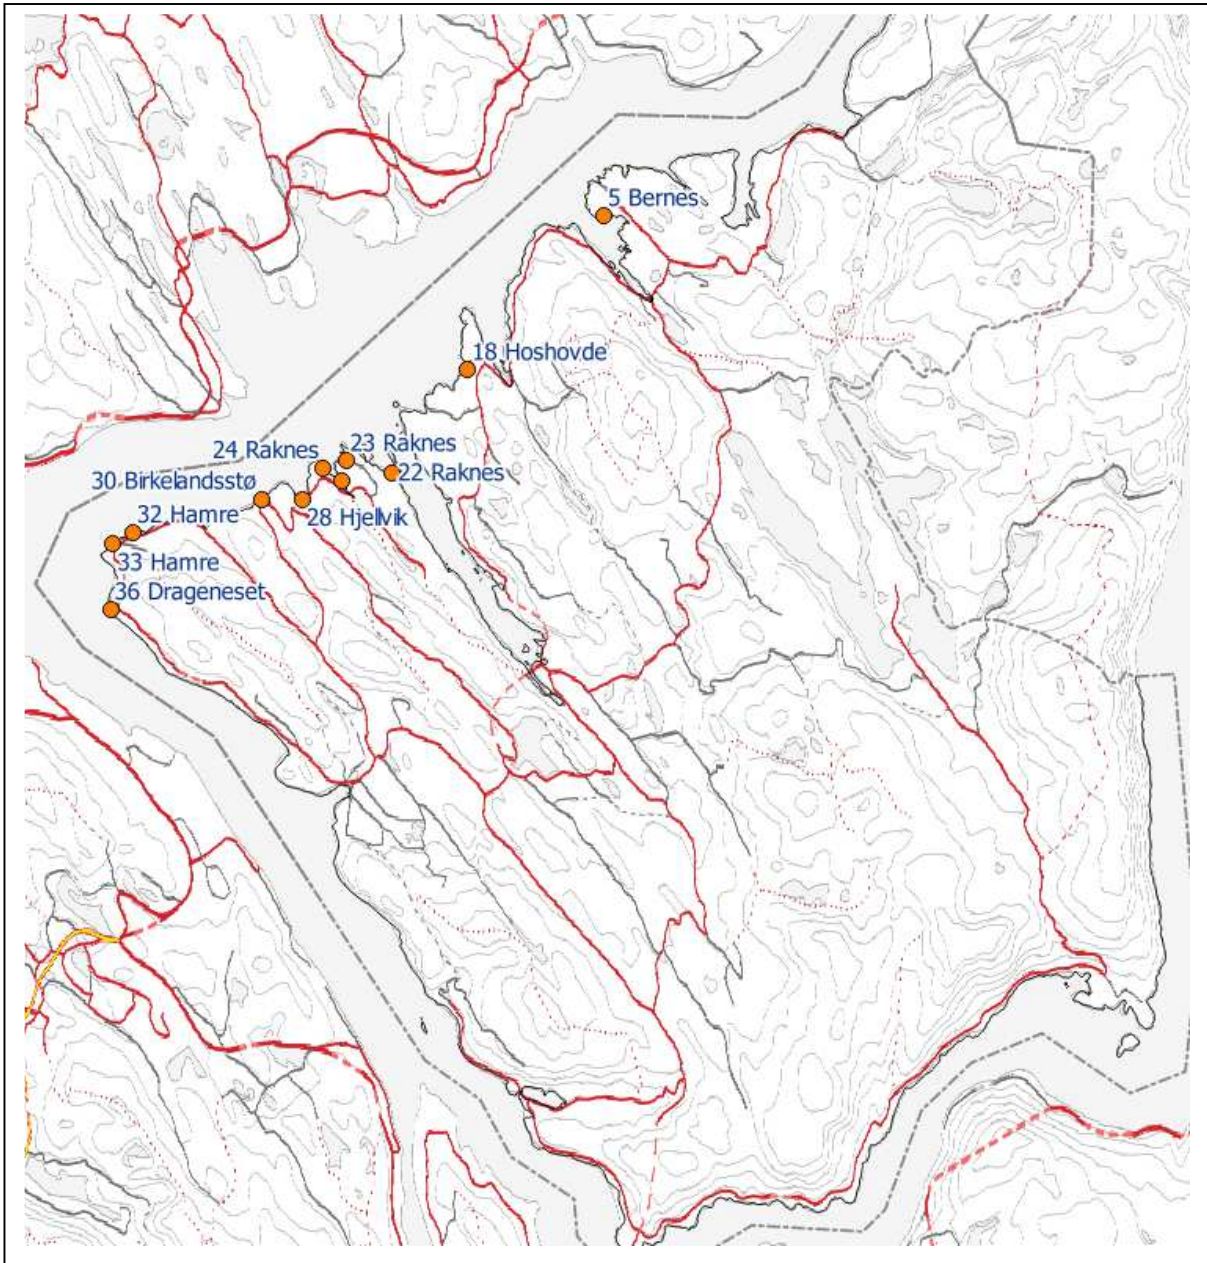 5 Bernes
18 Hoshovde
23 Raknes
24 Raknes
22 Raknes
30 Birkelandsstø
28 Hjellvik
32 Hamre
33 Hamre
36 Drageneset